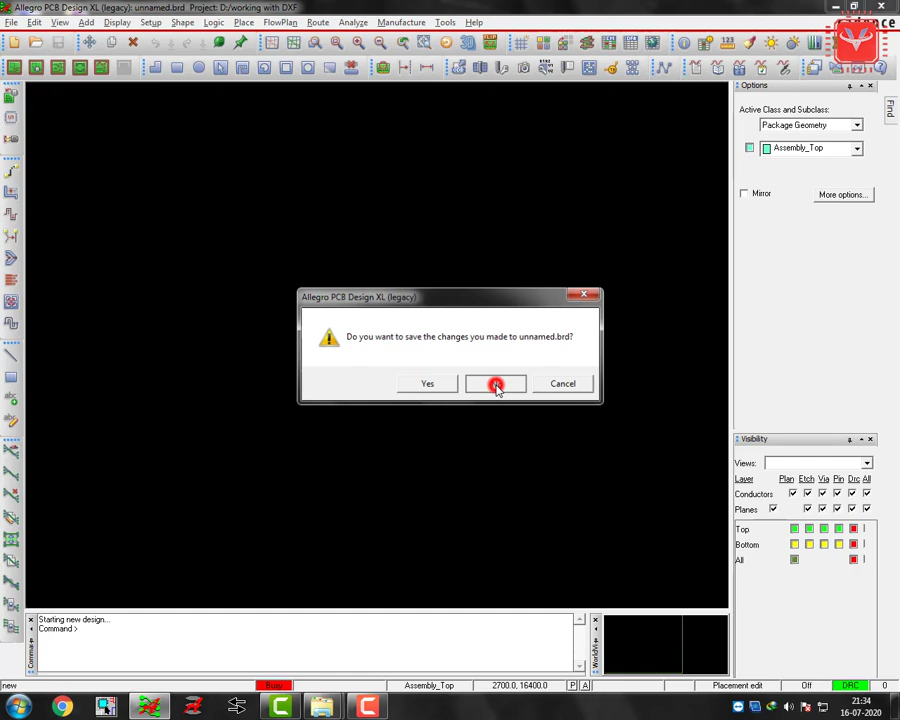 Allegro PCB Design XL (legacy): unnamed.brd Project: D:/working with DXF
File Edit View Add Display Setup Shape Logic Place FlowPlan Route Analyze Manufacture Tools Help
Options
Find
Active Class and Subclass:
Package Geometry
Assembly_Top
Mirror
More options...
Allegro PCB Design XL (legacy)
Do you want to save the changes you made to unnamed.brd?
Yes
Cancel
Visibility
Views:
Layer Plan Etch Via Pin Drc All
Conductors
Planes
Top
Bottom
All
Starting new design...
Command >
new
Busy
Assembly_Top
2700.0, 16400.0
P
A
Placement edit
Off
DRC
0
21:34
16-07-2020